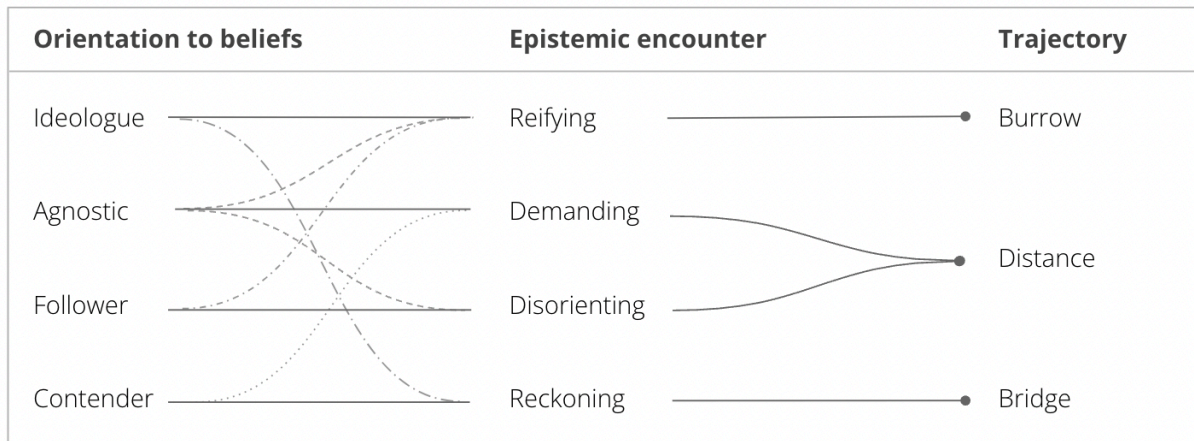 Orientation to beliefs Epistemic encounter Trajectory
Ideologue Reifying Burrow
Agnostic Demanding
Distance
Follower Disorienting
Contender Reckoning Bridge